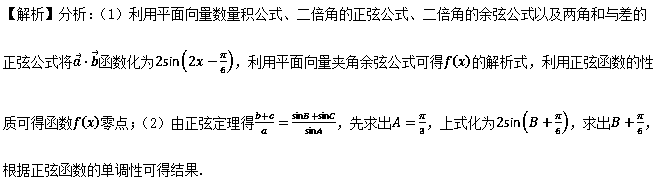 【解析】分析：（1）利用平面向量数量积公式、二倍角的正弦公式、二倍角的余弦公式以及两角和与差的
正弦公式将$\vec{a}\cdot\vec{b}$函数化为$2\sin\left(2x-\frac{\pi}{6}\right)$，利用平面向量夹角余弦公式可得$f(x)$的解析式，利用正弦函数的性
质可得函数$f(x)$零点；（2）由正弦定理得$\frac{b+c}{a}=\frac{\sin B+\sin C}{\sin A}$，先求出$A=\frac{\pi}{3}$，上式化为$2\sin\left(B+\frac{\pi}{6}\right)$，求出$B+\frac{\pi}{6}$，
根据正弦函数的单调性可得结果．